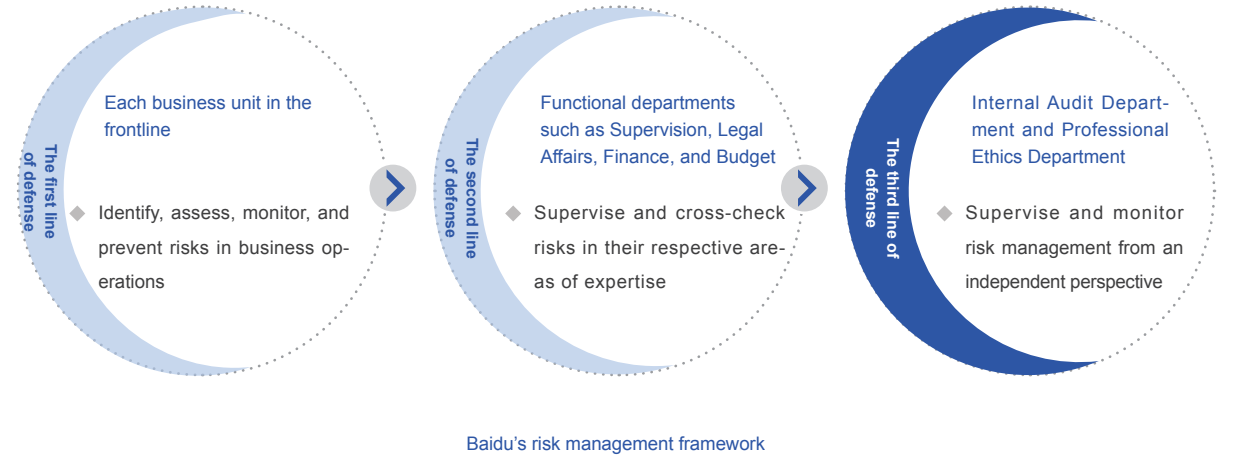 The first line
of defense
Each business unit in the
frontline
Identify, assess, monitor, and
prevent risks in business op-
erations
The second line
of defense
Functional departments
such as Supervision, Legal
Affairs, Finance, and Budget
Supervise and cross-check
risks in their respective are-
as of expertise
The third line of
defense
Internal Audit Depart-
ment and Professional
Ethics Department
Supervise and monitor
risk management from an
independent perspective
Baidu’s risk management framework